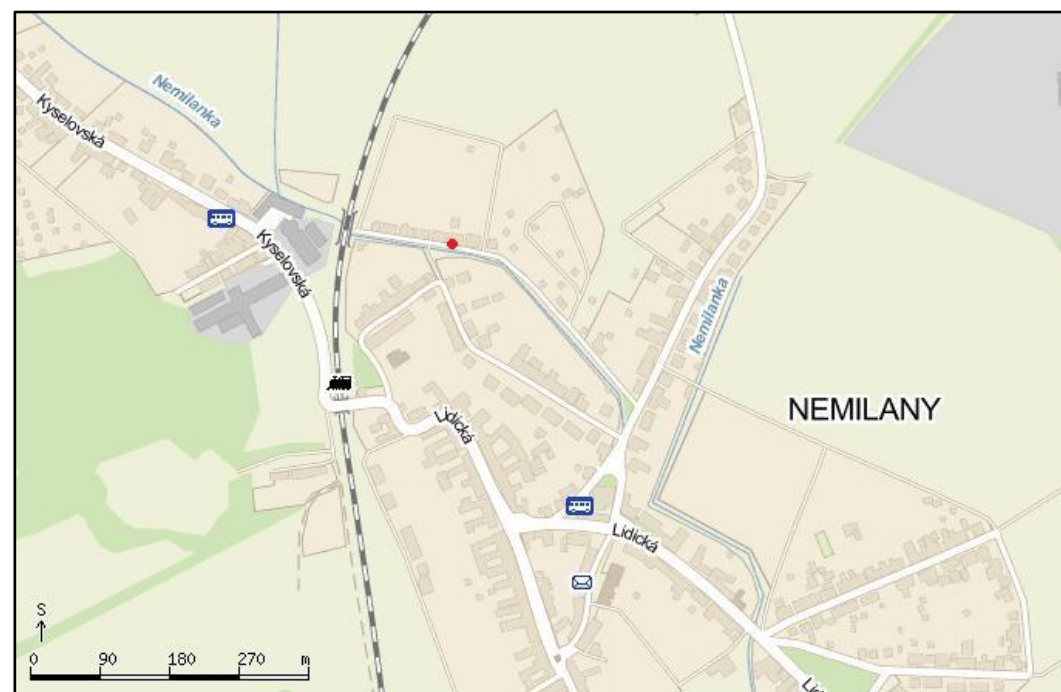 Nemilanka
Kyselovská
Kyselovská
Nemilanka
NEMILANY
Lidická
Lidická
S
0 90 180 270 m